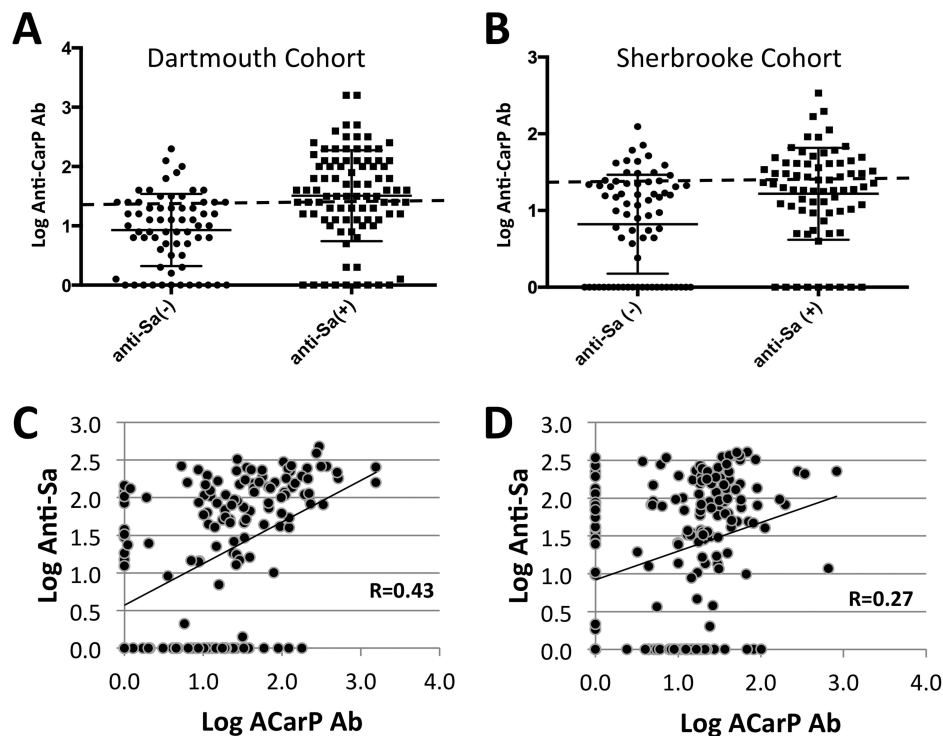 A
Dartmouth Cohort
Log Anti-CarP Ab
4
3
2
1
0
anti-Sa(-)
anti-Sa(+)
B
Sherbrooke Cohort
Log Anti-CarP Ab
3
2
1
0
anti-Sa (-)
anti-Sa (+)
C
Log Anti-Sa
3.0
2.5
2.0
1.5
1.0
0.5
0.0
R=0.43
0.0 1.0 2.0 3.0 4.0
Log ACarP Ab
D
Log Anti-Sa
3.0
2.5
2.0
1.5
1.0
0.5
0.0
R=0.27
0.0 1.0 2.0 3.0 4.0
Log ACarP Ab